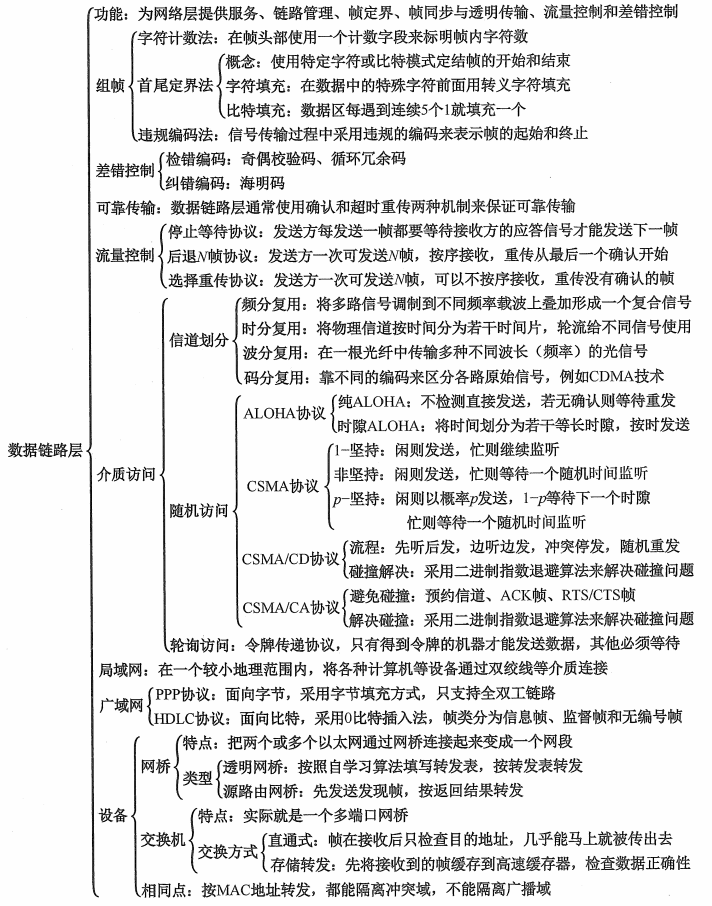 功能：为网络层提供服务、链路管理、帧定界、帧同步与透明传输、流量控制和差错控制
字符计数法：在帧头部使用一个计数字段来标明帧内字符数
概念：使用特定字符或比特模式定结帧的开始和结束
组帧
首尾定界法
字符填充：在数据中的特殊字符前面用转义字符填充
比特填充：数据区每遇到连续5个1就填充一个
违规编码法：信号传输过程中采用违规的编码来表示帧的起始和终止
差错控制
检错编码：奇偶校验码、循环冗余码
纠错编码：海明码
可靠传输：数据链路层通常使用确认和超时重传两种机制来保证可靠传输
停止等待协议：发送方每发送一帧都要等待接收方的应答信号才能发送下一帧
流量控制
后退N帧协议：发送方一次可发送N帧，按序接收，重传从最后一个确认开始
选择重传协议：发送方一次可发送N帧，可以不按序接收，重传没有确认的帧
频分复用：将多路信号调制到不同频率载波上叠加形成一个复合信号
信道划分
时分复用：将物理信道按时间分为若干时间片，轮流给不同信号使用
波分复用：在一根光纤中传输多种不同波长（频率）的光信号
码分复用：靠不同的编码来区分各路原始信号，例如CDMA技术
ALOHA协议
纯ALOHA：不检测直接发送，若无确认则等待重发
时隙ALOHA：将时间划分为若干等长时隙，按时发送
数据链路层
介质访问
随机访问
1-坚持：闲则发送，忙则继续监听
CSMA协议
非坚持：闲则发送，忙则等待一个随机时间监听
p-坚持：闲则以概率p发送，1-p等待下一个时隙
忙则等待一个随机时间监听
CSMA/CD协议
流程：先听后发，边听边发，冲突停发，随机重发
碰撞解决：采用二进制指数退避算法来解决碰撞问题
CSMA/CA协议
避免碰撞：预约信道、ACK帧、RTS/CTS帧
解决碰撞：采用二进制指数退避算法来解决碰撞问题
轮询访问：令牌传递协议，只有得到令牌的机器才能发送数据，其他必须等待
局域网：在一个较小地理范围内，将各种计算机等设备通过双绞线等介质连接
广域网
PPP协议：面向字节，采用字节填充方式，只支持全双工链路
HDLC协议：面向比特，采用0比特插入法，帧类分为信息帧、监督帧和无编号帧
设备
网桥
特点：把两个或多个以太网通过网桥连接起来变成一个网段
类型
透明网桥：按照自学习算法填写转发表，按转发表转发
源路由网桥：先发送发现帧，按返回结果转发
交换机
特点：实际就是一个多端口网桥
交换方式
直通式：帧在接收后只检查目的地址，几乎能马上就被传出去
存储转发：先将接收到的帧缓存到高速缓存器，检查数据正确性
相同点：按MAC地址转发，都能隔离冲突域，不能隔离广播域